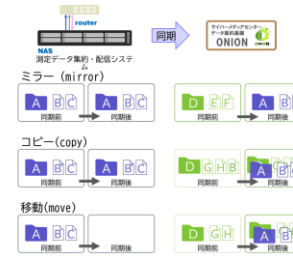 router
NAS
測定データ集約・配信システ
ム
同期
サイバーメディアセンター
データ集約基盤
ONION
ミラー (mirror)
A B C A B C D E F A B
同期前 同期後 同期前 同期後
コピー(copy)
A B C A B C D G H B A B
同期前 同期後 同期前 同期後
移動(move)
A B C D G H A B
同期前 同期後 同期前 同期後